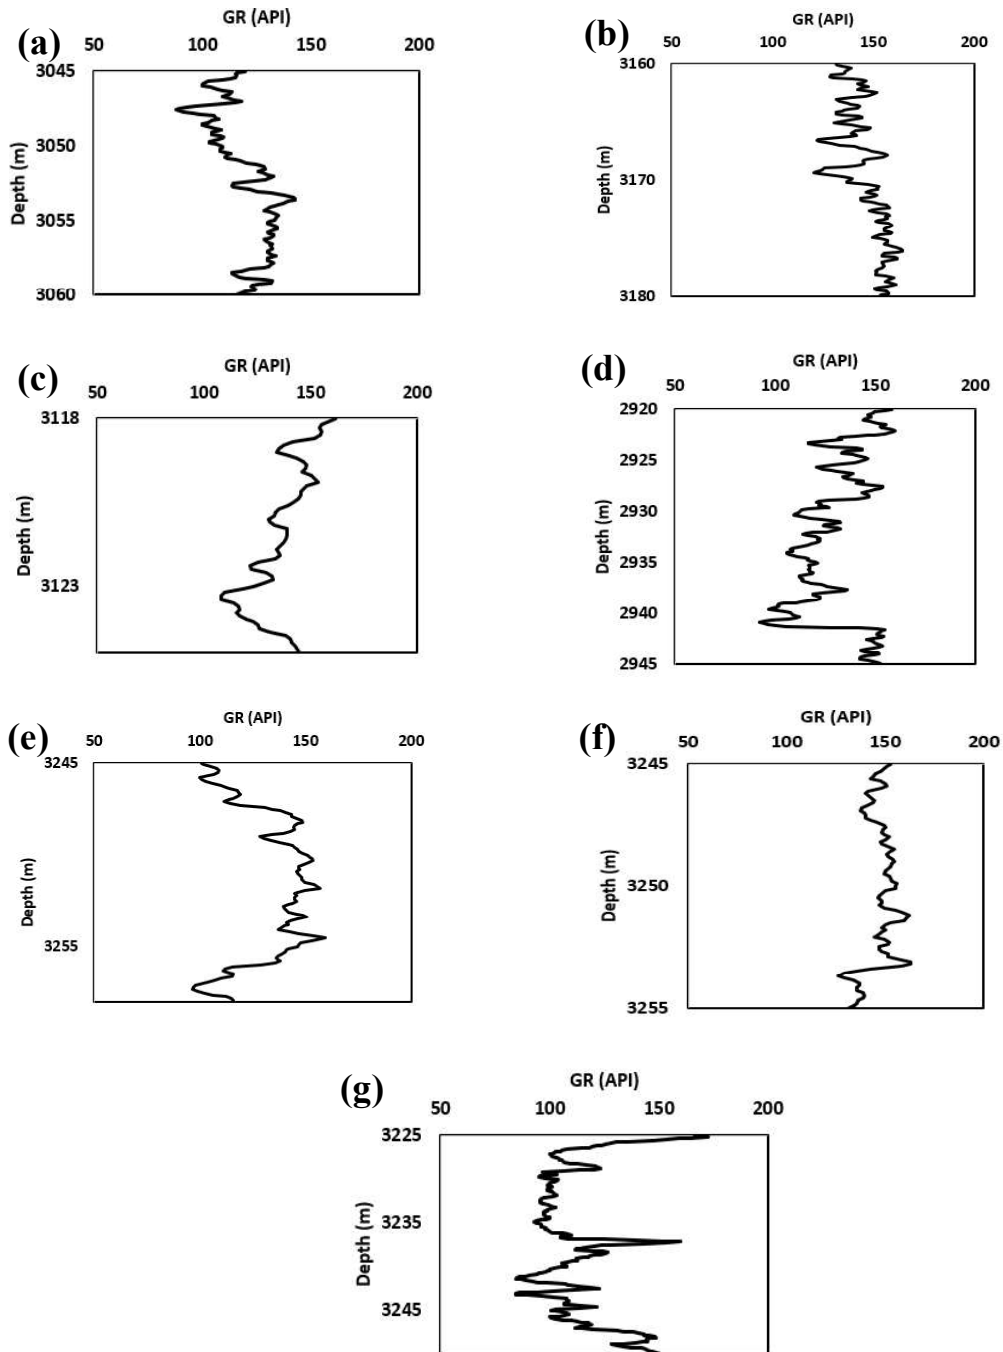 (a)
GR (API)
50 100 150 200
3045
3050
3055
3060
Depth (m)
(b)
GR (API)
50 100 150 200
3160
3170
3180
Depth (m)
(c)
GR (API)
50 100 150 200
3118
3123
Depth (m)
(d)
GR (API)
50 100 150 200
2920
2925
2930
2935
2940
2945
Depth (m)
(e)
GR (API)
50 100 150 200
3245
3255
Depth (m)
(f)
GR (API)
50 100 150 200
3245
3250
3255
Depth (m)
(g)
GR (API)
50 100 150 200
3225
3235
3245
Depth (m)